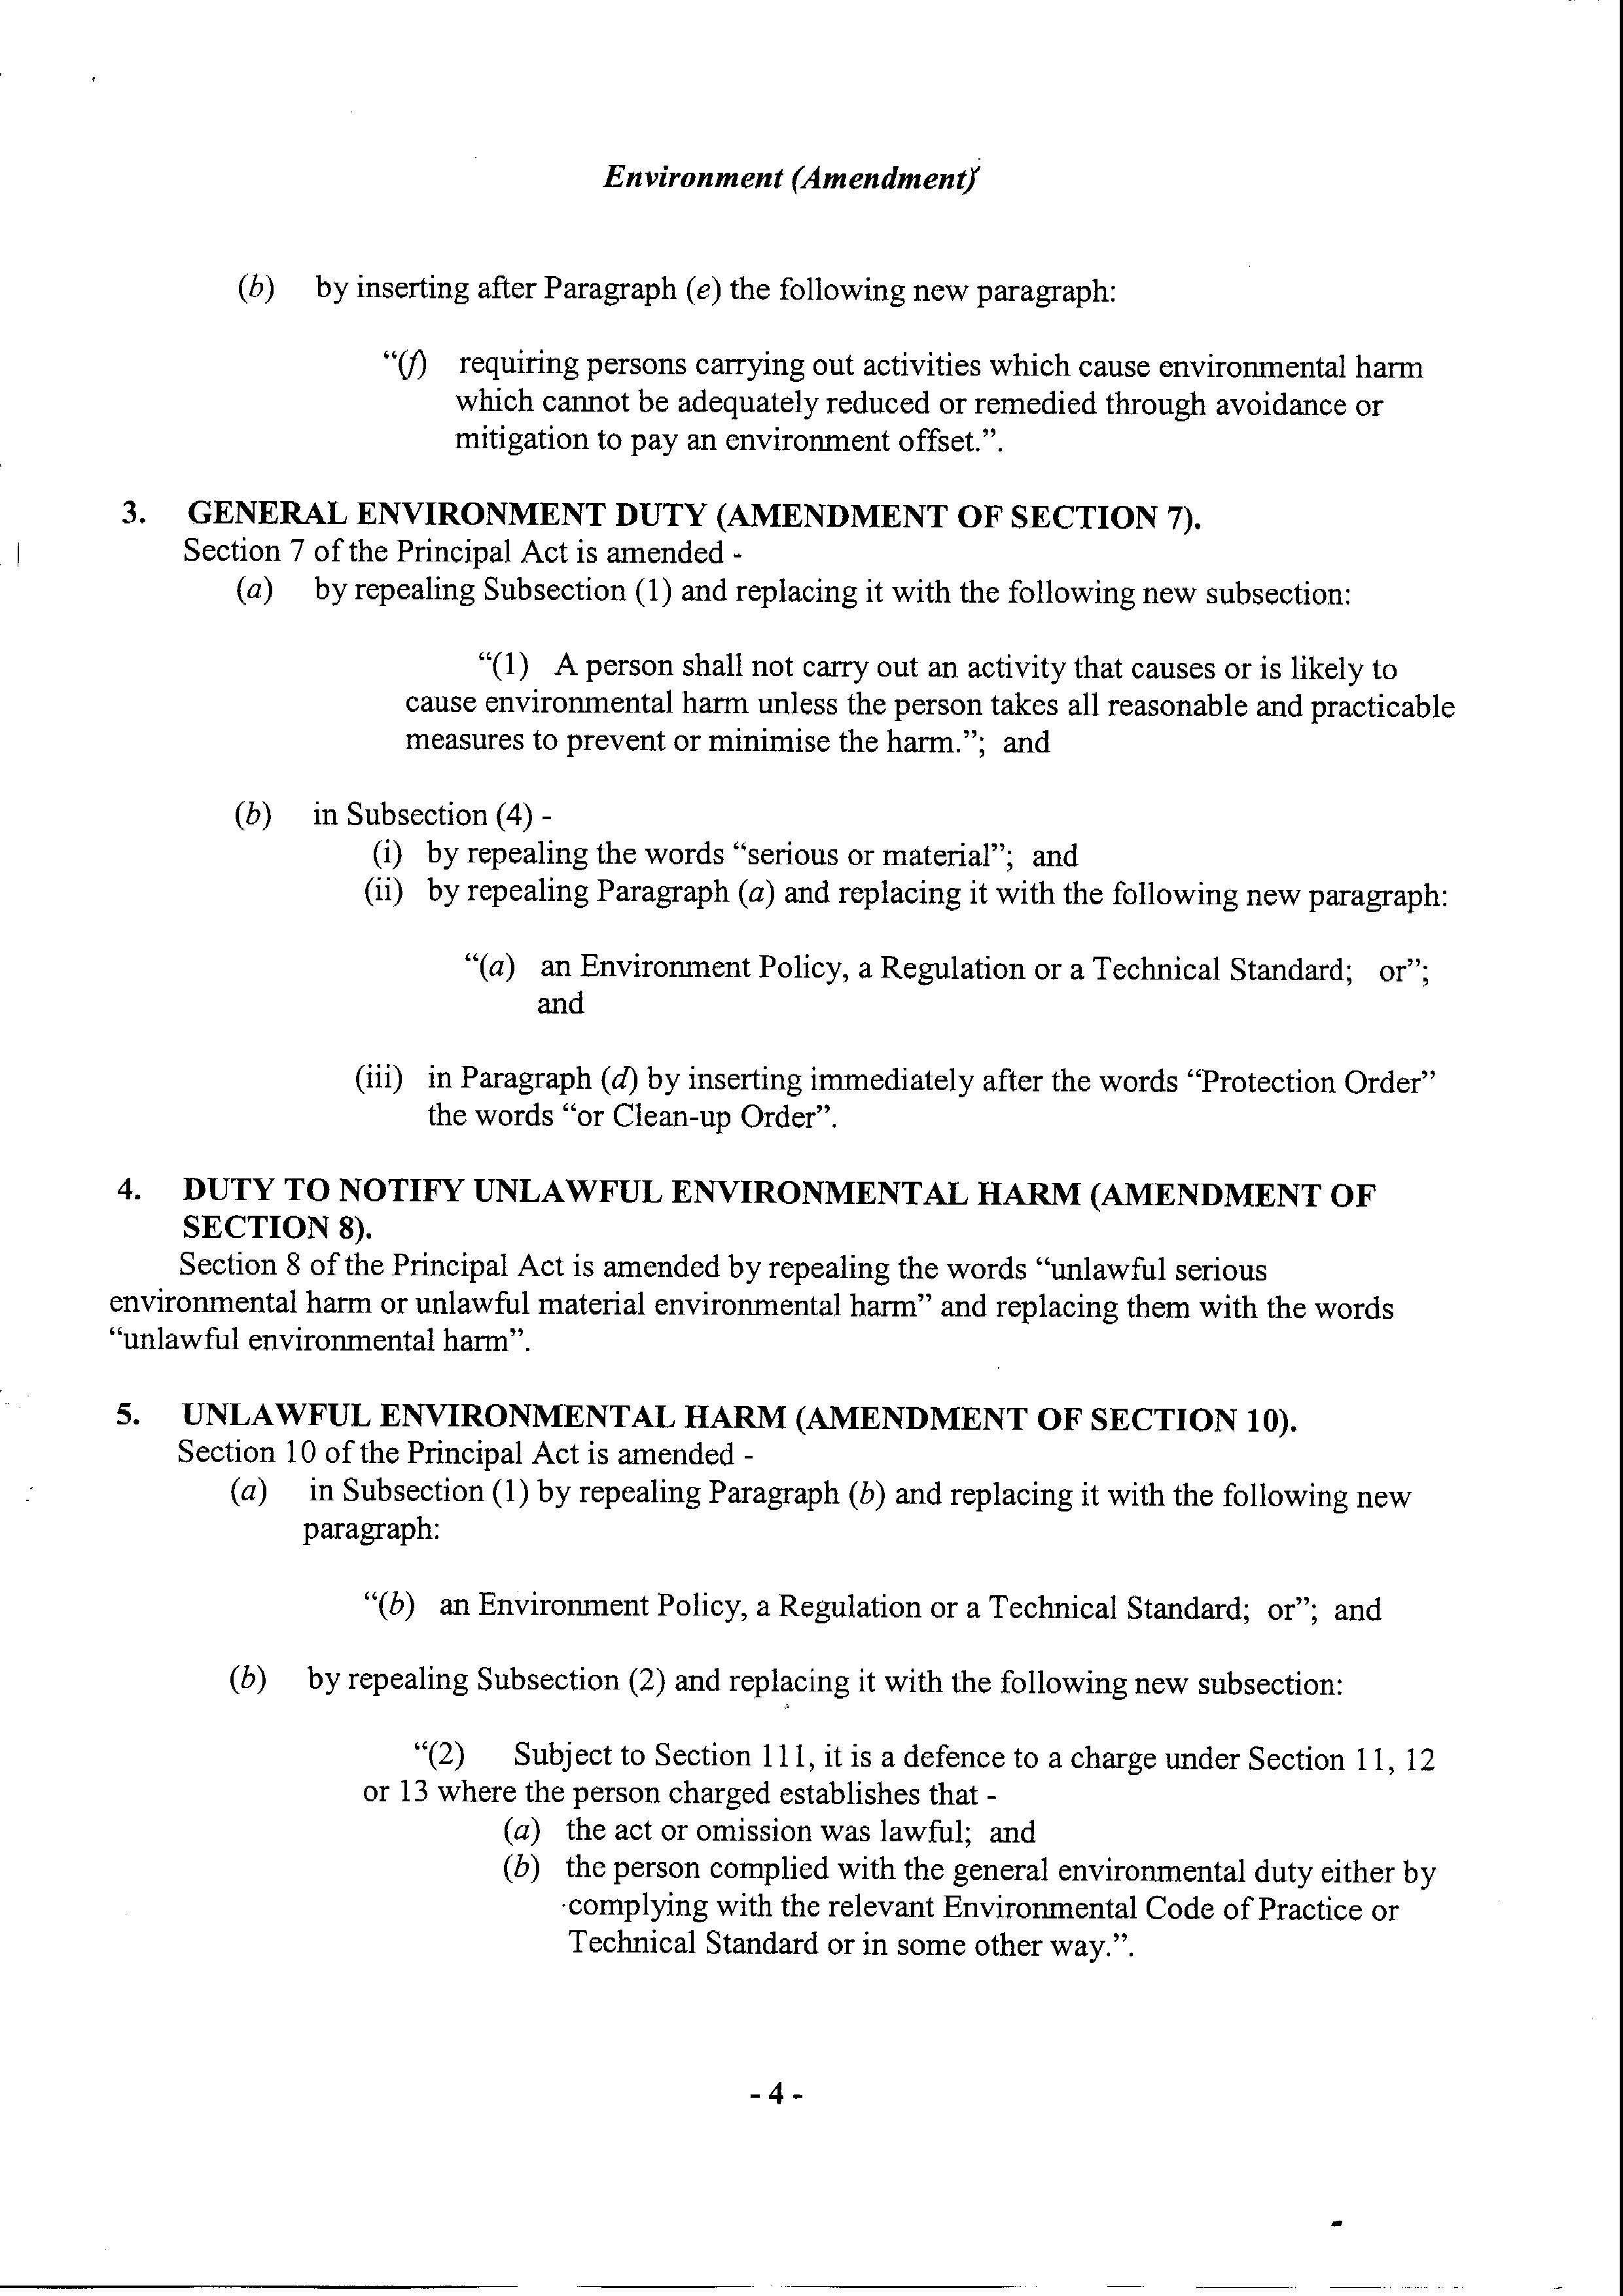 Environment (Amendment)
(b) by inserting after Paragraph (e) the following new paragraph:
“(f) requiring persons carrying out activities which cause environmental harm
which cannot be adequately reduced or remedied through avoidance or
mitigation to pay an environment offset.”.
3. GENERAL ENVIRONMENT DUTY (AMENDMENT OF SECTION 7).
Section 7 of the Principal Act is amended -
(a) by repealing Subsection (1) and replacing it with the following new subsection:
“(1) A person shall not carry out an activity that causes or is likely to
cause environmental harm unless the person takes all reasonable and practicable
measures to prevent or minimise the harm.”; and
(b) in Subsection (4) -
(i) by repealing the words “serious or material”; and
(ii) by repealing Paragraph (a) and replacing it with the following new paragraph:
“(a) an Environment Policy, a Regulation or a Technical Standard; or”;
and
(iii) in Paragraph (d) by inserting immediately after the words “Protection Order”
the words “or Clean-up Order”.
4. DUTY TO NOTIFY UNLAWFUL ENVIRONMENTAL HARM (AMENDMENT OF
SECTION 8).
Section 8 of the Principal Act is amended by repealing the words “unlawful serious
environmental harm or unlawful material environmental harm” and replacing them with the words
“unlawful environmental harm”.
5. UNLAWFUL ENVIRONMENTAL HARM (AMENDMENT OF SECTION 10).
Section 10 of the Principal Act is amended -
(a) in Subsection (1) by repealing Paragraph (b) and replacing it with the following new
paragraph:
“(b) an Environment Policy, a Regulation or a Technical Standard; or”; and
(b) by repealing Subsection (2) and replacing it with the following new subsection:
“(2) Subject to Section 111, it is a defence to a charge under Section 11, 12
or 13 where the person charged establishes that -
(a) the act or omission was lawful; and
(b) the person complied with the general environmental duty either by
complying with the relevant Environmental Code of Practice or
Technical Standard or in some other way.”.
- 4 -